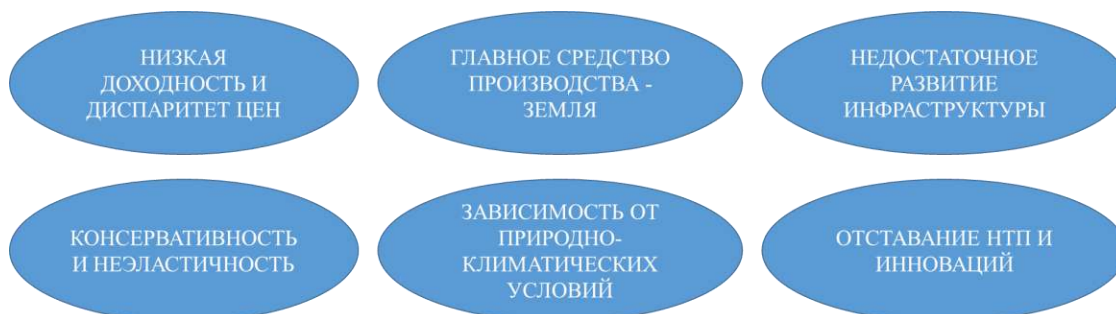 НИЗКАЯ
ДОХОДНОСТЬ И
ДИСПАРИТЕТ ЦЕН
ГЛАВНОЕ СРЕДСТВО
ПРОИЗВОДСТВА -
ЗЕМЛЯ
НЕДОСТАТОЧНОЕ
РАЗВИТИЕ
ИНФРАСТРУКТУРЫ
КОНСЕРВАТИВНОСТЬ
И НЕЭЛАСТИЧНОСТЬ
ЗАВИСИМОСТЬ ОТ
ПРИРОДНО-
КЛИМАТИЧЕСКИХ
УСЛОВИЙ
ОТСТАВАНИЕ НТП И
ИННОВАЦИЙ